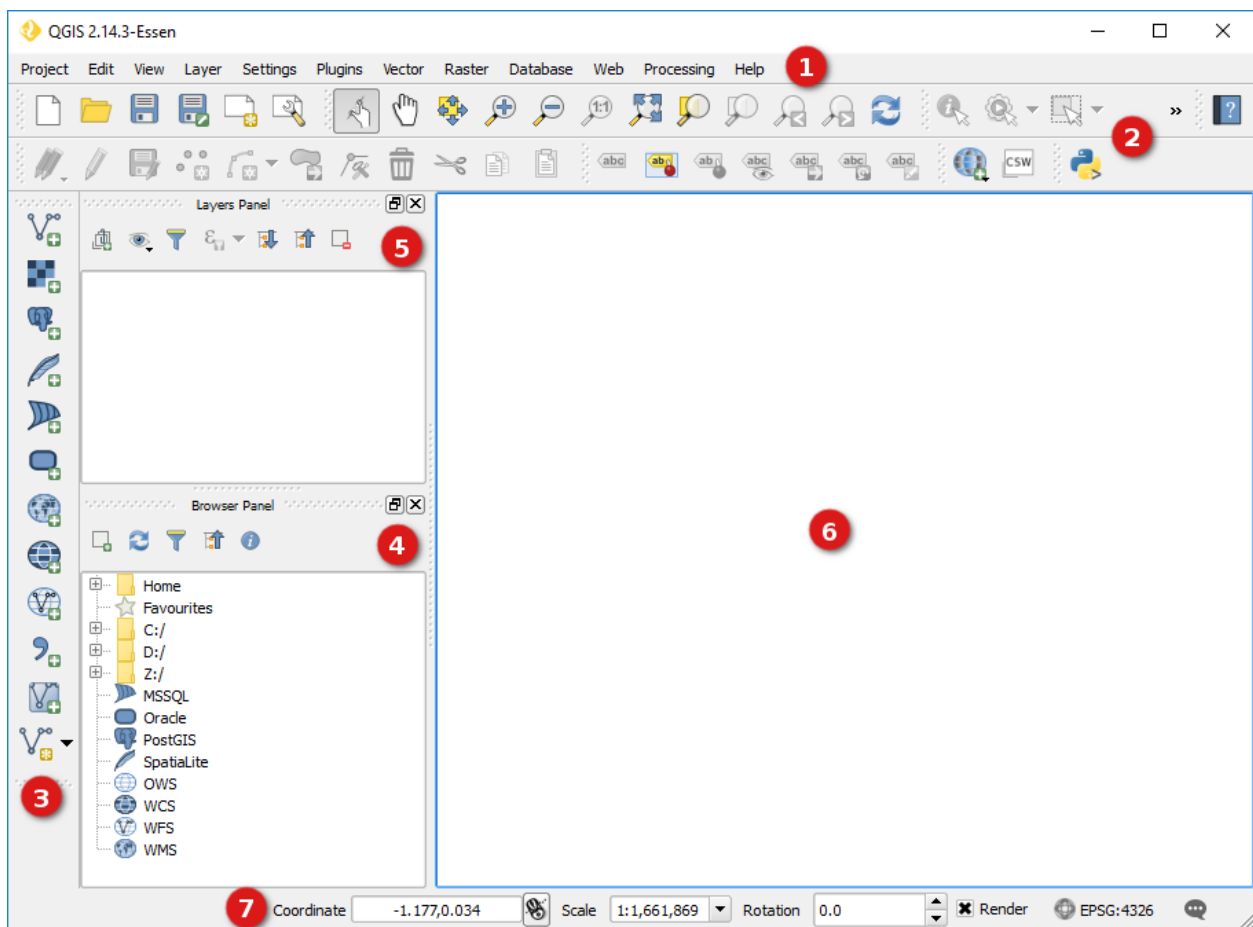 QGIS 2.14.3-Essen
Project Edit View Layer Settings Plugins Vector Raster Database Web Processing Help 1
1:1 » ?
2
abc abc ab abc abc abc abc CSW
Layers Panel
5
Browser Panel
4
Home
Favourites
C:/
D:/
Z:/
MSSQL
Oracle
PostGIS
SpatiaLite
OWS
WCS
WFS
WMS
3
6
7 Coordinate -1.177,0.034 Scale 1:1,661,869 Rotation 0.0 Render EPSG:4326